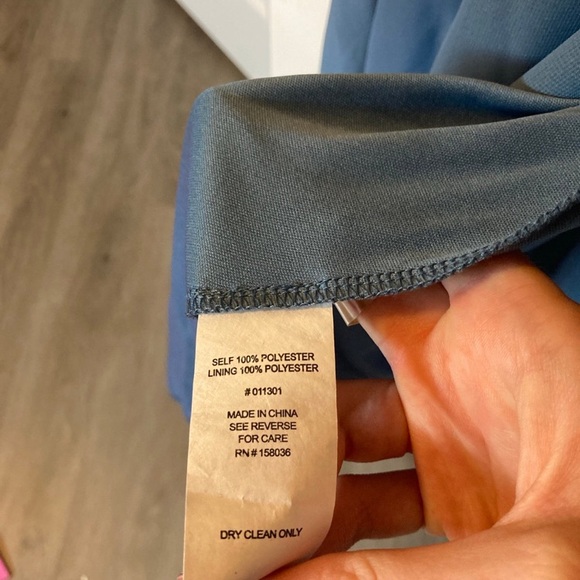 SELF 100% POLYESTER
LINING 100% POLYESTER
#011301
MADE IN CHINA
SEE REVERSE
FOR CARE
RN#158036
DRY CLEAN ONLY